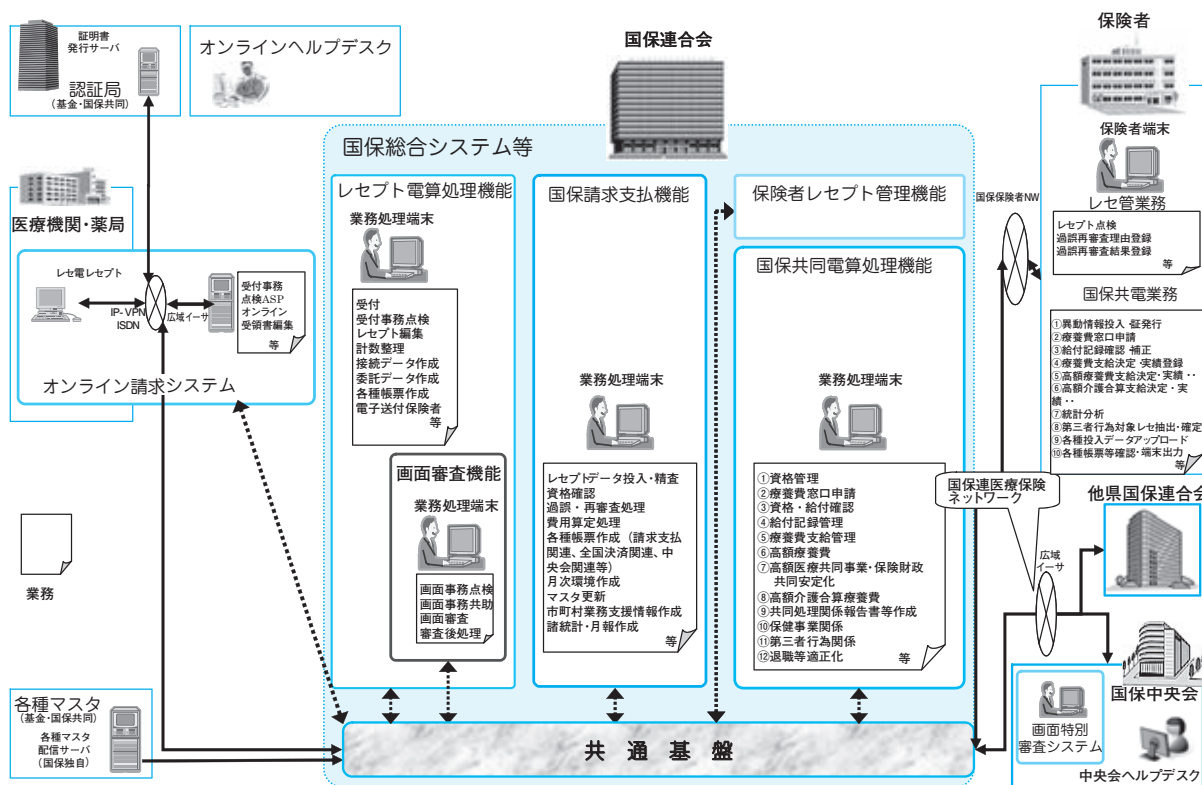 証明書
発行サーバ
認証局
(基金・国保共同)
オンラインヘルプデスク
医療機関・薬局
レセ電レセプト
IP-VPN
ISDN
広域イーサ
受付事務
点検ASP
オンライン
受領書編集
等
オンライン請求システム
業務
各種マスタ
(基金・国保共同)
各種マスタ
配信サーバ
(国保独自)
国保連合会
国保総合システム等
レセプト電算処理機能
業務処理端末
受付
受付事務点検
レセプト編集
計数整理
接続データ作成
委託データ作成
各種帳票作成
電子送付保険者
等
画面審査機能
業務処理端末
画面事務点検
画面事務共助
画面審査
審査後処理
国保請求支払機能
業務処理端末
レセプトデータ投入・精査
資格確認
過誤・再審査処理
費用算定処理
各種帳票作成(請求支払
関連、全国決済関連、中
央会関連等)
月次環境作成
マスタ更新
市町村業務支援情報作成
諸統計・月報作成
等
保険者レセプト管理機能
国保共同電算処理機能
業務処理端末
①資格管理
②療養費窓口申請
③資格・給付確認
④給付記録管理
⑤療養費支給管理
⑥高額療養費
⑦高額医療共同事業・保険財政
共同安定化
⑧高額介護合算療養費
⑨共同処理関係報告書等作成
⑩保健事業関係
⑪第三者行為関係
⑫退職等適正化
等
共通基盤
国保保険者NW
保険者
保険者端末
レセ管業務
レセプト点検
過誤再審査理由登録
過誤再審査結果登録
等
国保共電業務
①異動情報投入・証発行
②療養費窓口申請
③給付記録確認・補正
④療養費支給決定・実績登録
⑤高額療養費支給決定・実績・・
⑥高額介護合算支給決定・実
績・・
⑦統計分析
⑧第三者行為対象レセ抽出・確定
⑨各種投入データアップロード
⑩各種帳票等確認・端末出力
等
国保連医療保険
ネットワーク
他県国保連合会
広域
イーサ
国保中央会
画面特別
審査システム
中央会ヘルプデスク